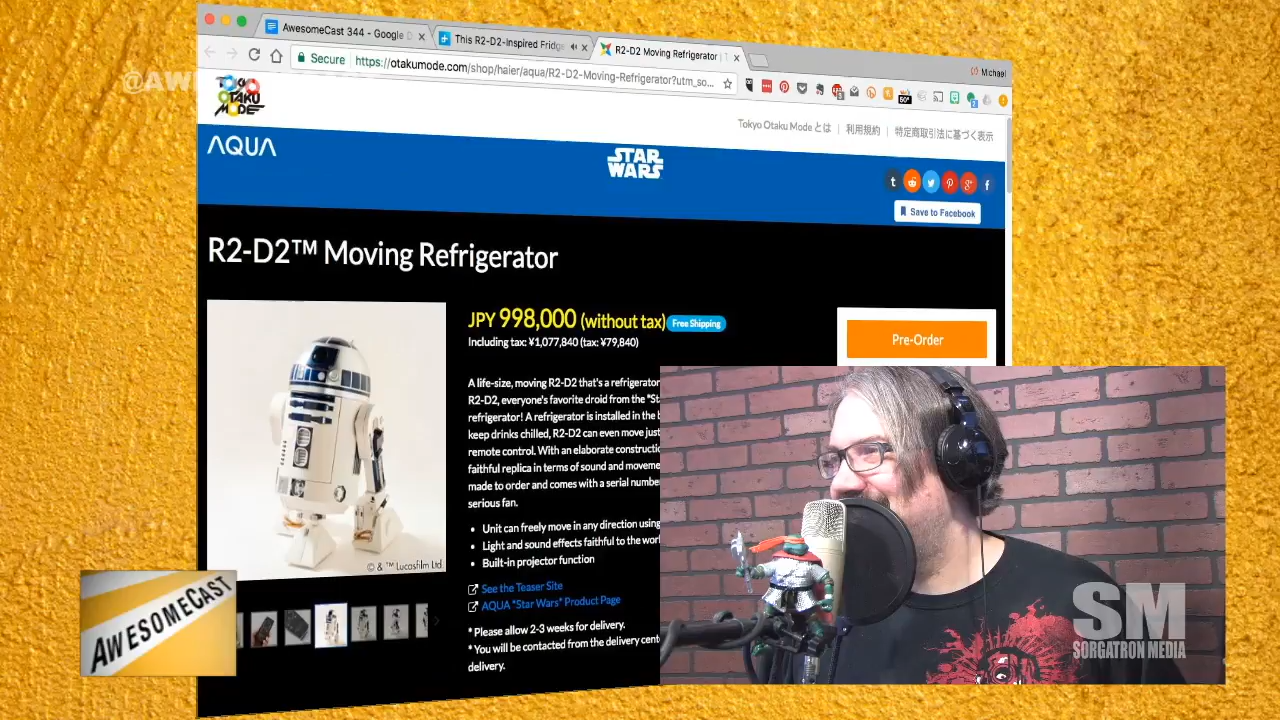 AwesomeCast 344 - Google D
This R2-D2-Inspired Fridge
R2-D2 Moving Refrigerator | T
Michael
Secure
https://otakumode.com/shop/haier/aqua/R2-D2-Moving-Refrigerator?utm_so...
@AW
TOKYO
OTAKU
MODE
Tokyo Otaku Mode とは | 利用規約 | 特定商取引法に基づく表示
AQUA
STAR
WARS
Save to Facebook
R2-D2™ Moving Refrigerator
JPY 998,000 (without tax)
Free Shipping
Including tax: ¥1,077,840 (tax: ¥79,840)
Pre-Order
A life-size, moving R2-D2 that's a refrigerator
R2-D2, everyone's favorite droid from the "St
refrigerator! A refrigerator is installed in the b
keep drinks chilled, R2-D2 can even move just
remote control. With an elaborate constructi
faithful replica in terms of sound and moveme
made to order and comes with a serial numbe
serious fan.
• Unit can freely move in any direction using
• Light and sound effects faithful to the worl
• Built-in projector function
© & ™ Lucasfilm Ltd
See the Teaser Site
AQUA "Star Wars" Product Page
* Please allow 2-3 weeks for delivery.
* You will be contacted from the delivery cent
delivery.
AWESOMECAST
SM
SORGATRON MEDIA